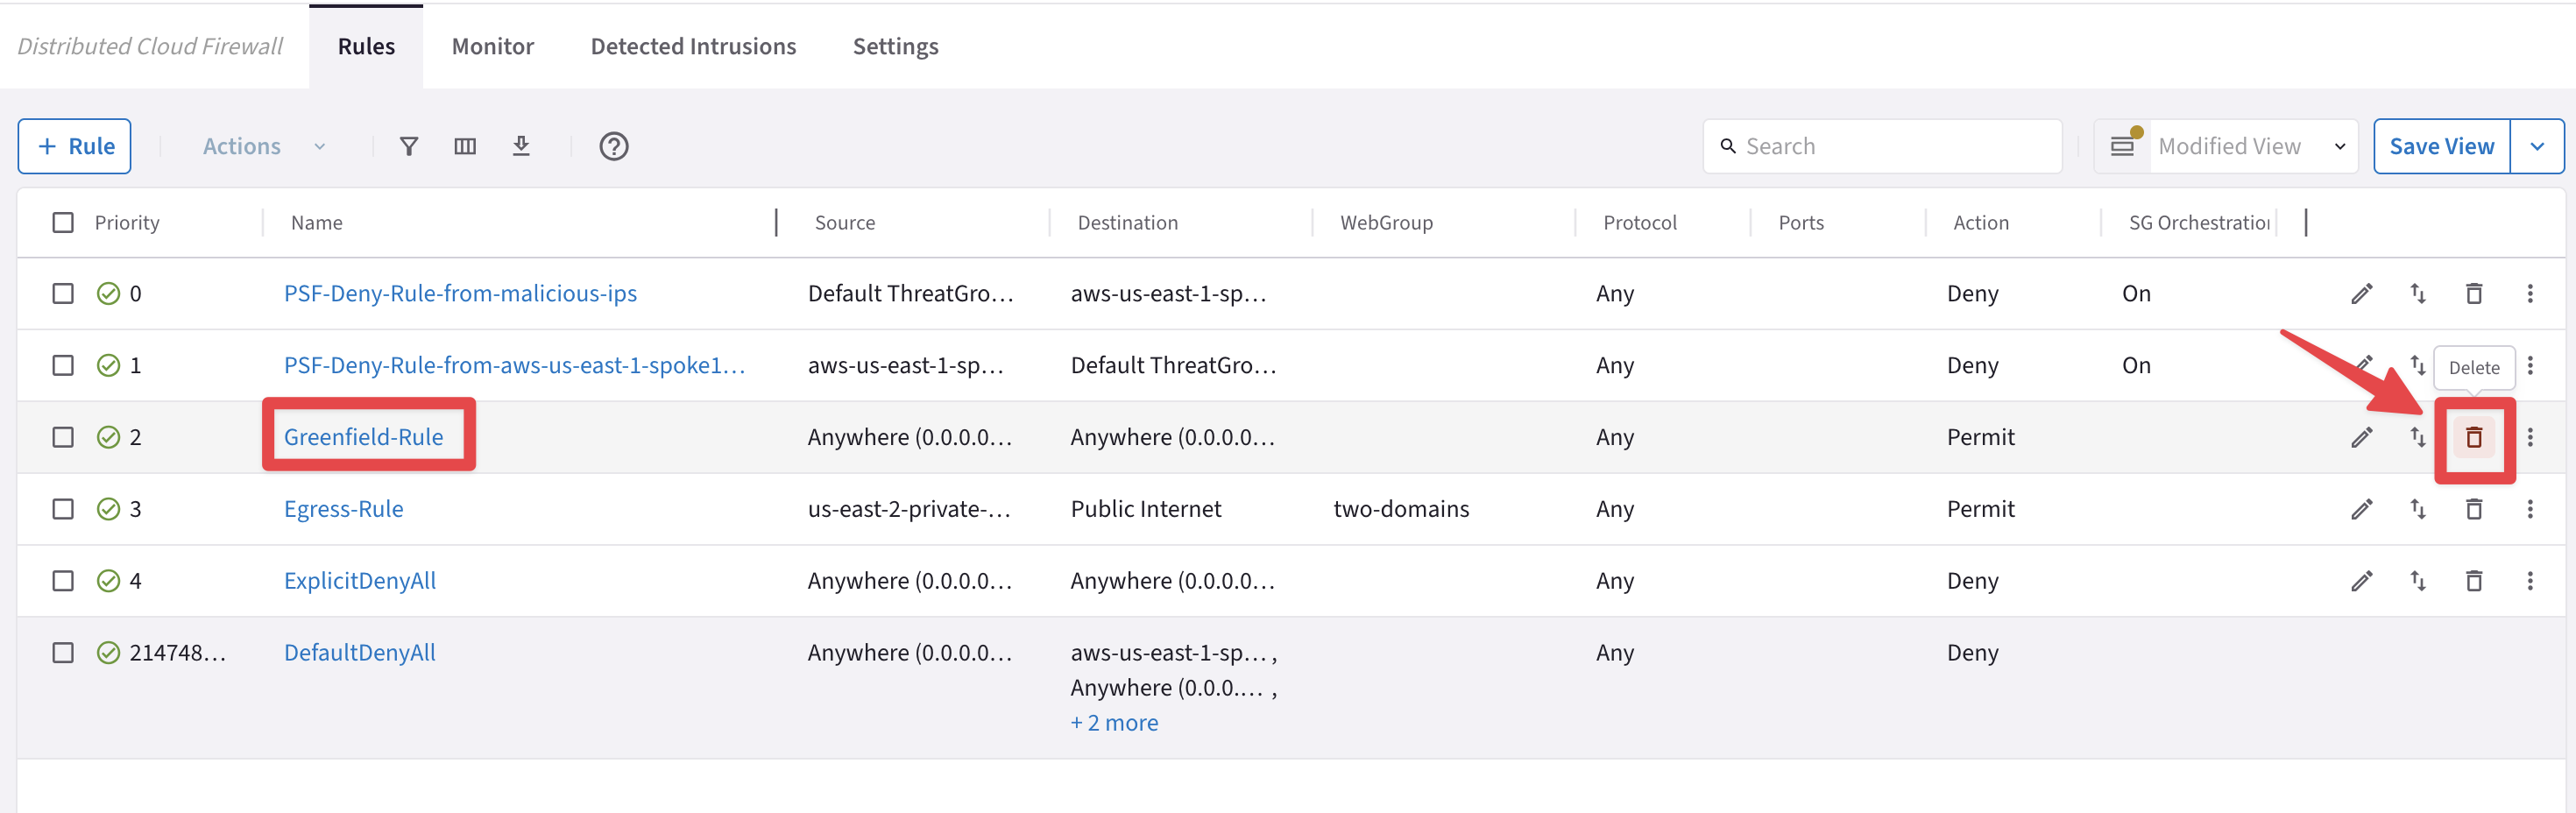 Distributed Cloud Firewall Rules Monitor Detected Intrusions Settings
+ Rule Actions Search Modified View Save View
Priority Name Source Destination WebGroup Protocol Ports Action SG Orchestration
0 PSF-Deny-Rule-from-malicious-ips Default ThreatGro... aws-us-east-1-sp... Any Deny On
1 PSF-Deny-Rule-from-aws-us-east-1-spoke1... aws-us-east-1-sp... Default ThreatGro... Any Deny On Delete
2 Greenfield-Rule Anywhere (0.0.0.0... Anywhere (0.0.0.0... Any Permit
3 Egress-Rule us-east-2-private-... Public Internet two-domains Any Permit
4 ExplicitDenyAll Anywhere (0.0.0.0... Anywhere (0.0.0.0... Any Deny
214748... DefaultDenyAll Anywhere (0.0.0.0... aws-us-east-1-sp... , Any Deny
Anywhere (0.0.0.... ,
+ 2 more